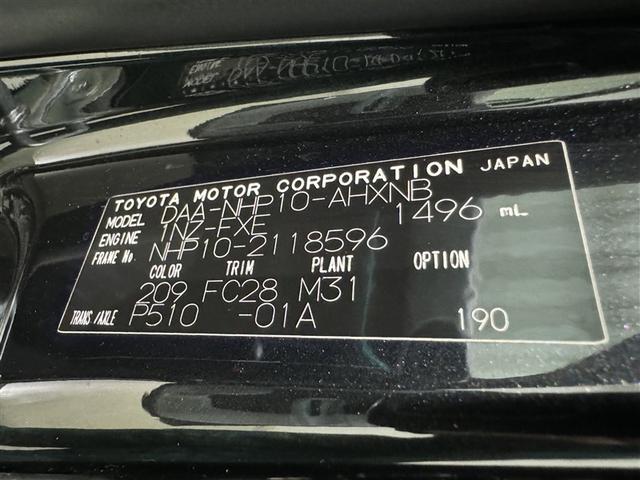 TOYOTA MOTOR CORPORATION JAPAN
MODEL DAA-NHP10-AHXNB
ENGINE 1NZ-FXE 1496 mL
FRAME No. NHP10-2118596
COLOR TRIM PLANT OPTION
209 FC28 M31
TRANS/AXLE P510 -01A 190